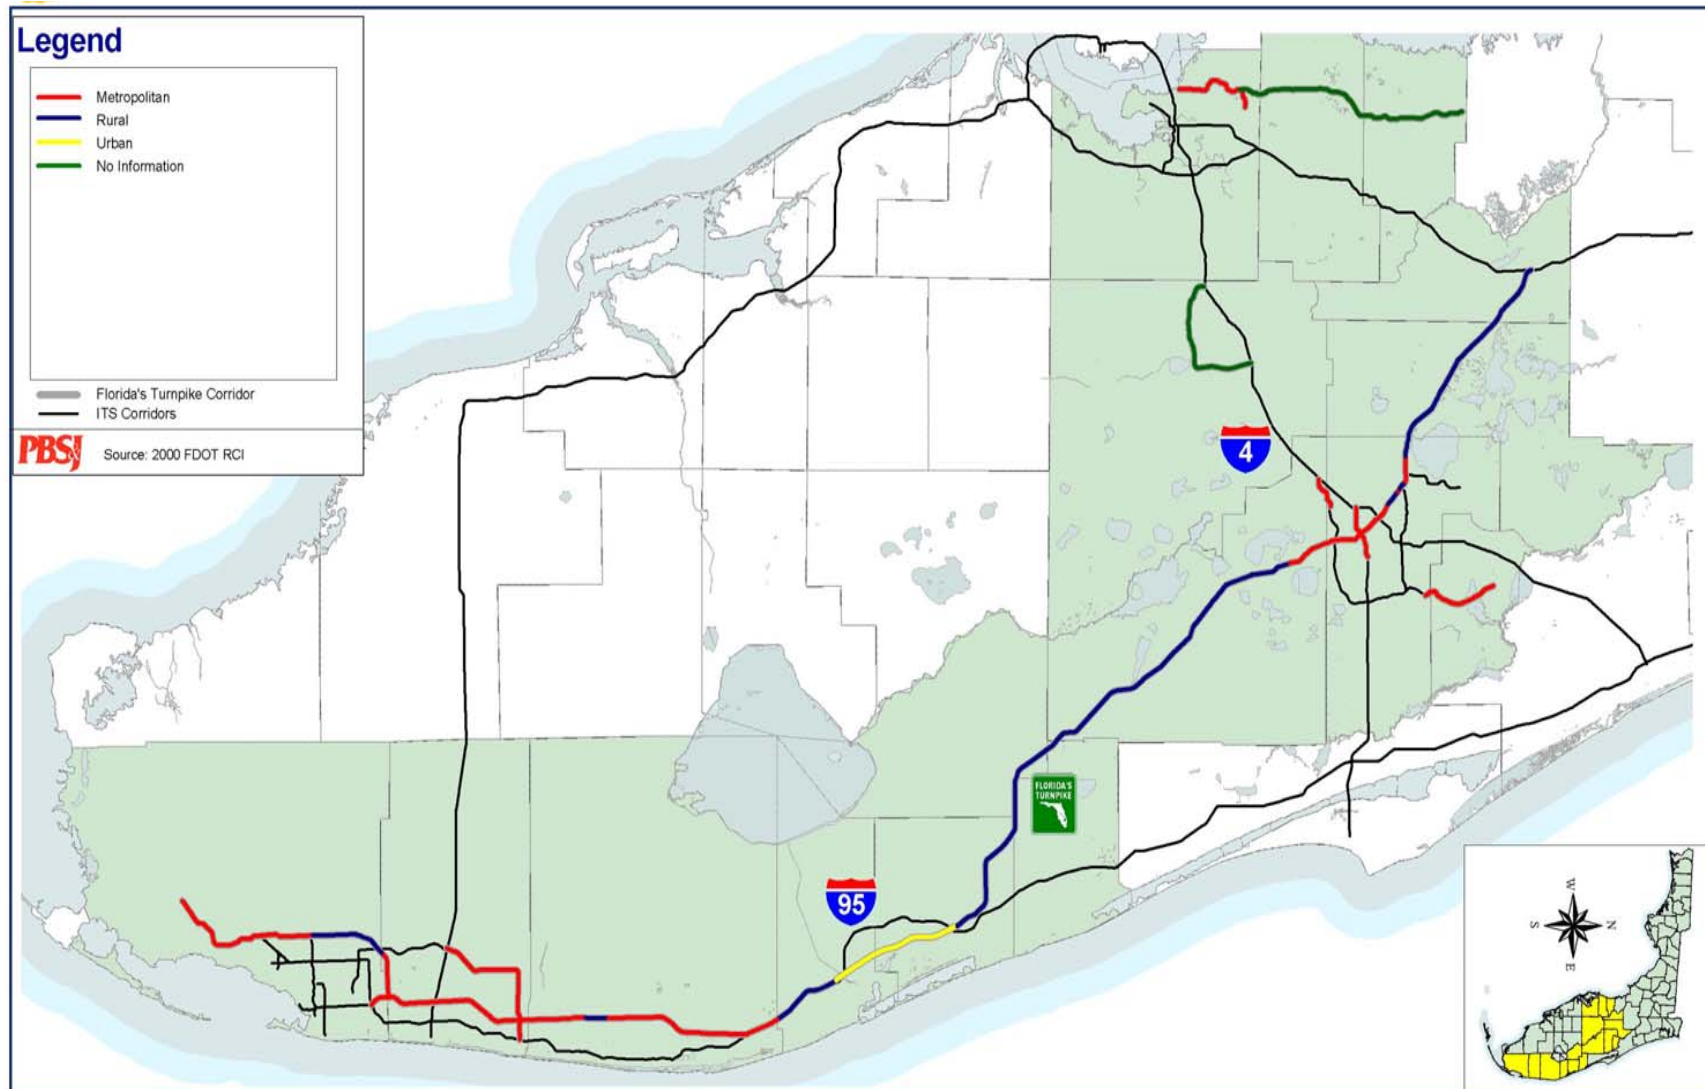 Legend
Metropolitan
Rural
Urban
No Information
Florida's Turnpike Corridor
ITS Corridors
PBSJ Source: 2000 FDOT RCI
4
FLORIDA'S
TURNPIKE
95
W
S N
E